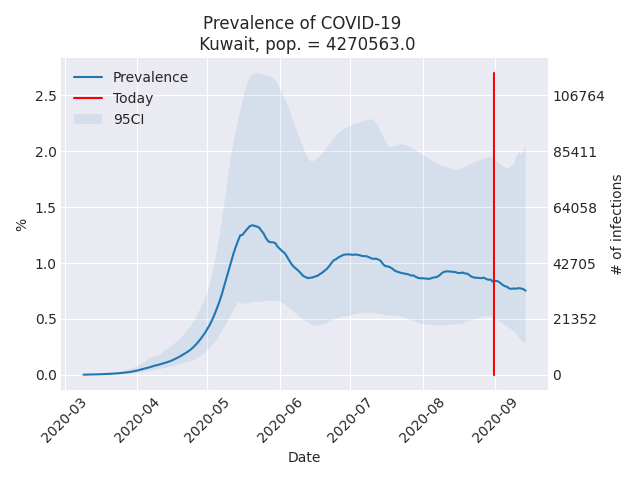 Prevalence of COVID-19
Kuwait, pop. = 4270563.0
Prevalence
Today
95CI
2.5
2.0
1.5
1.0
0.5
0.0
%
106764
85411
64058
42705
21352
0
# of infections
2020-03
2020-04
2020-05
2020-06
2020-07
2020-08
2020-09
Date